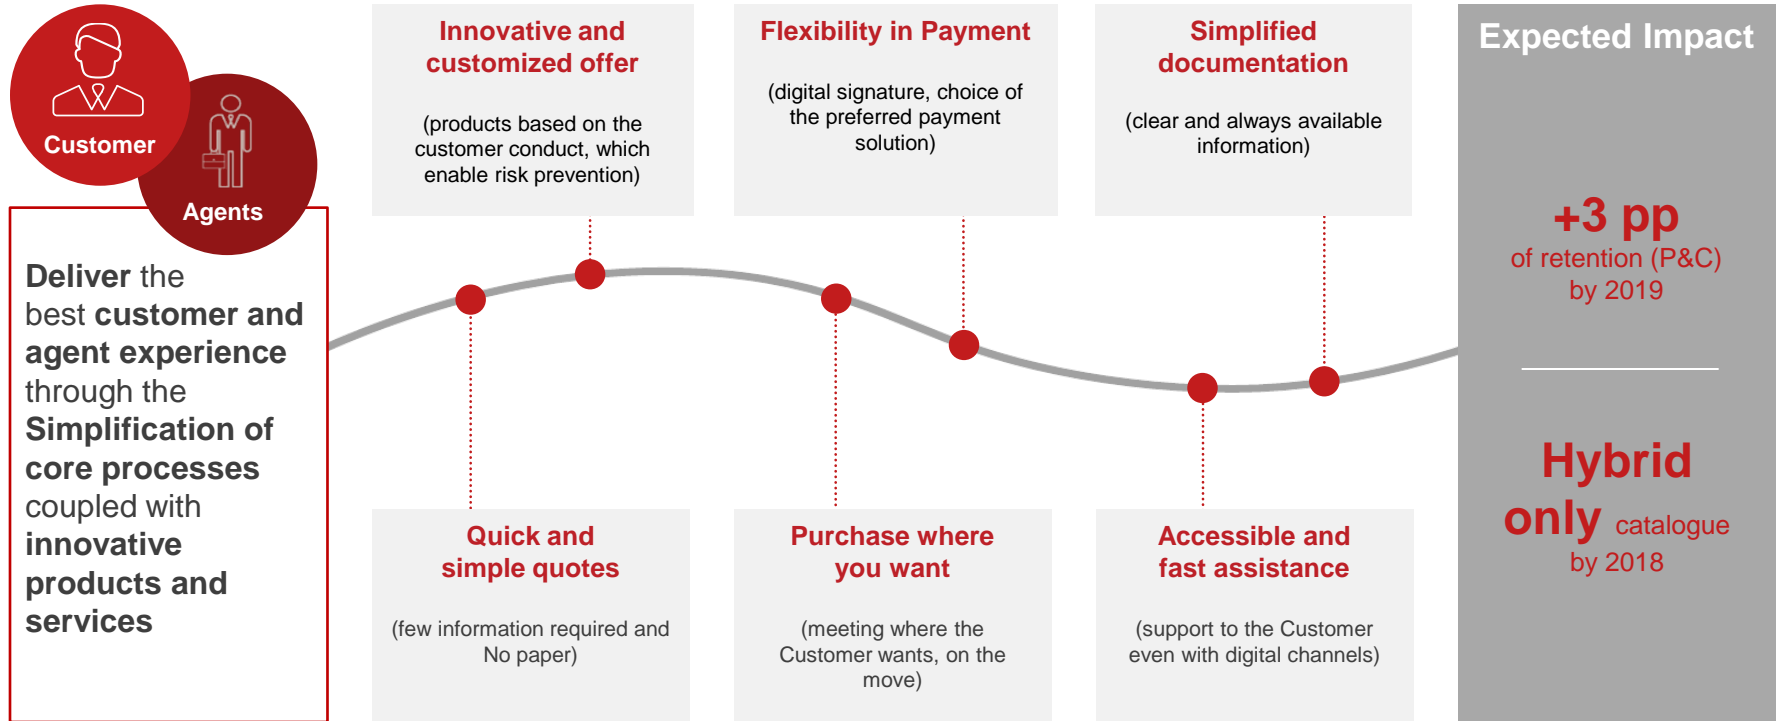 Customer
Agents
Deliver the
best customer and
agent experience
through the
Simplification of
core processes
coupled with
innovative
products and
services
Innovative and
customized offer
(products based on the
customer conduct, which
enable risk prevention)
Flexibility in Payment
(digital signature, choice of
the preferred payment
solution)
Simplified
documentation
(clear and always available
information)
Quick and
simple quotes
(few information required and
No paper)
Purchase where
you want
(meeting where the
Customer wants, on the
move)
Accessible and
fast assistance
(support to the Customer
even with digital channels)
Expected Impact
+3 pp
of retention (P&C)
by 2019
Hybrid
only catalogue
by 2018